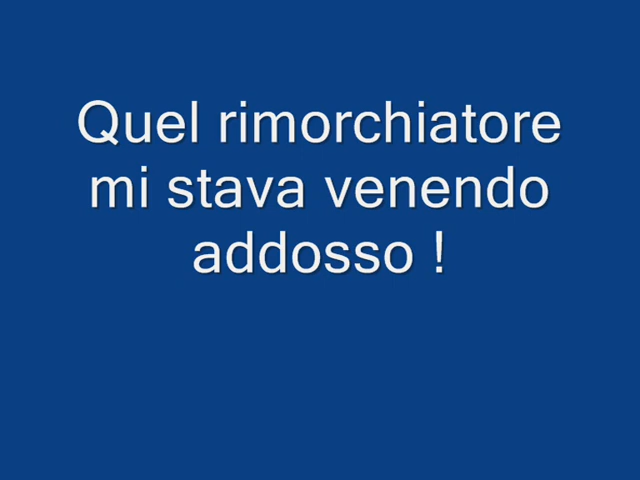 Quel rimorchiatore
mi stava venendo
addosso !